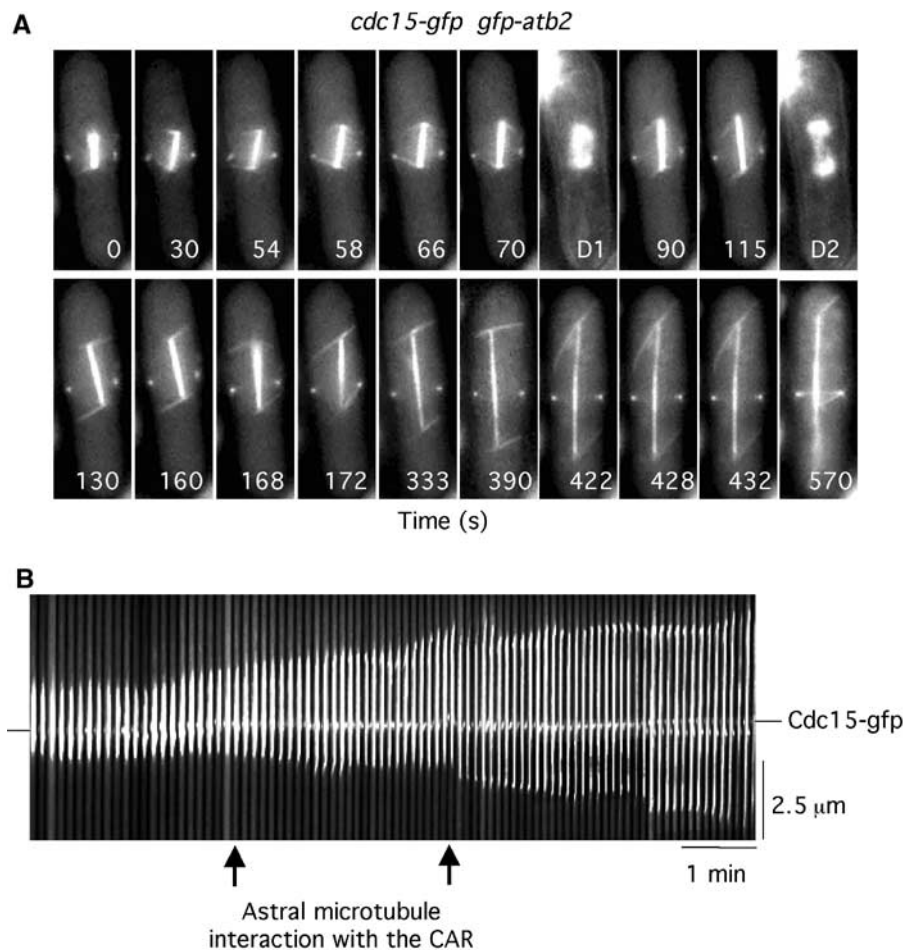 cdc15-gfp gfp-atb2
A
0 30 54 58 66 70 D1 90 115 D2
130 160 168 172 333 390 422 428 432 570
Time (s)
B
Cdc15-gfp
2.5 μm
1 min
Astral microtubule
interaction with the CAR